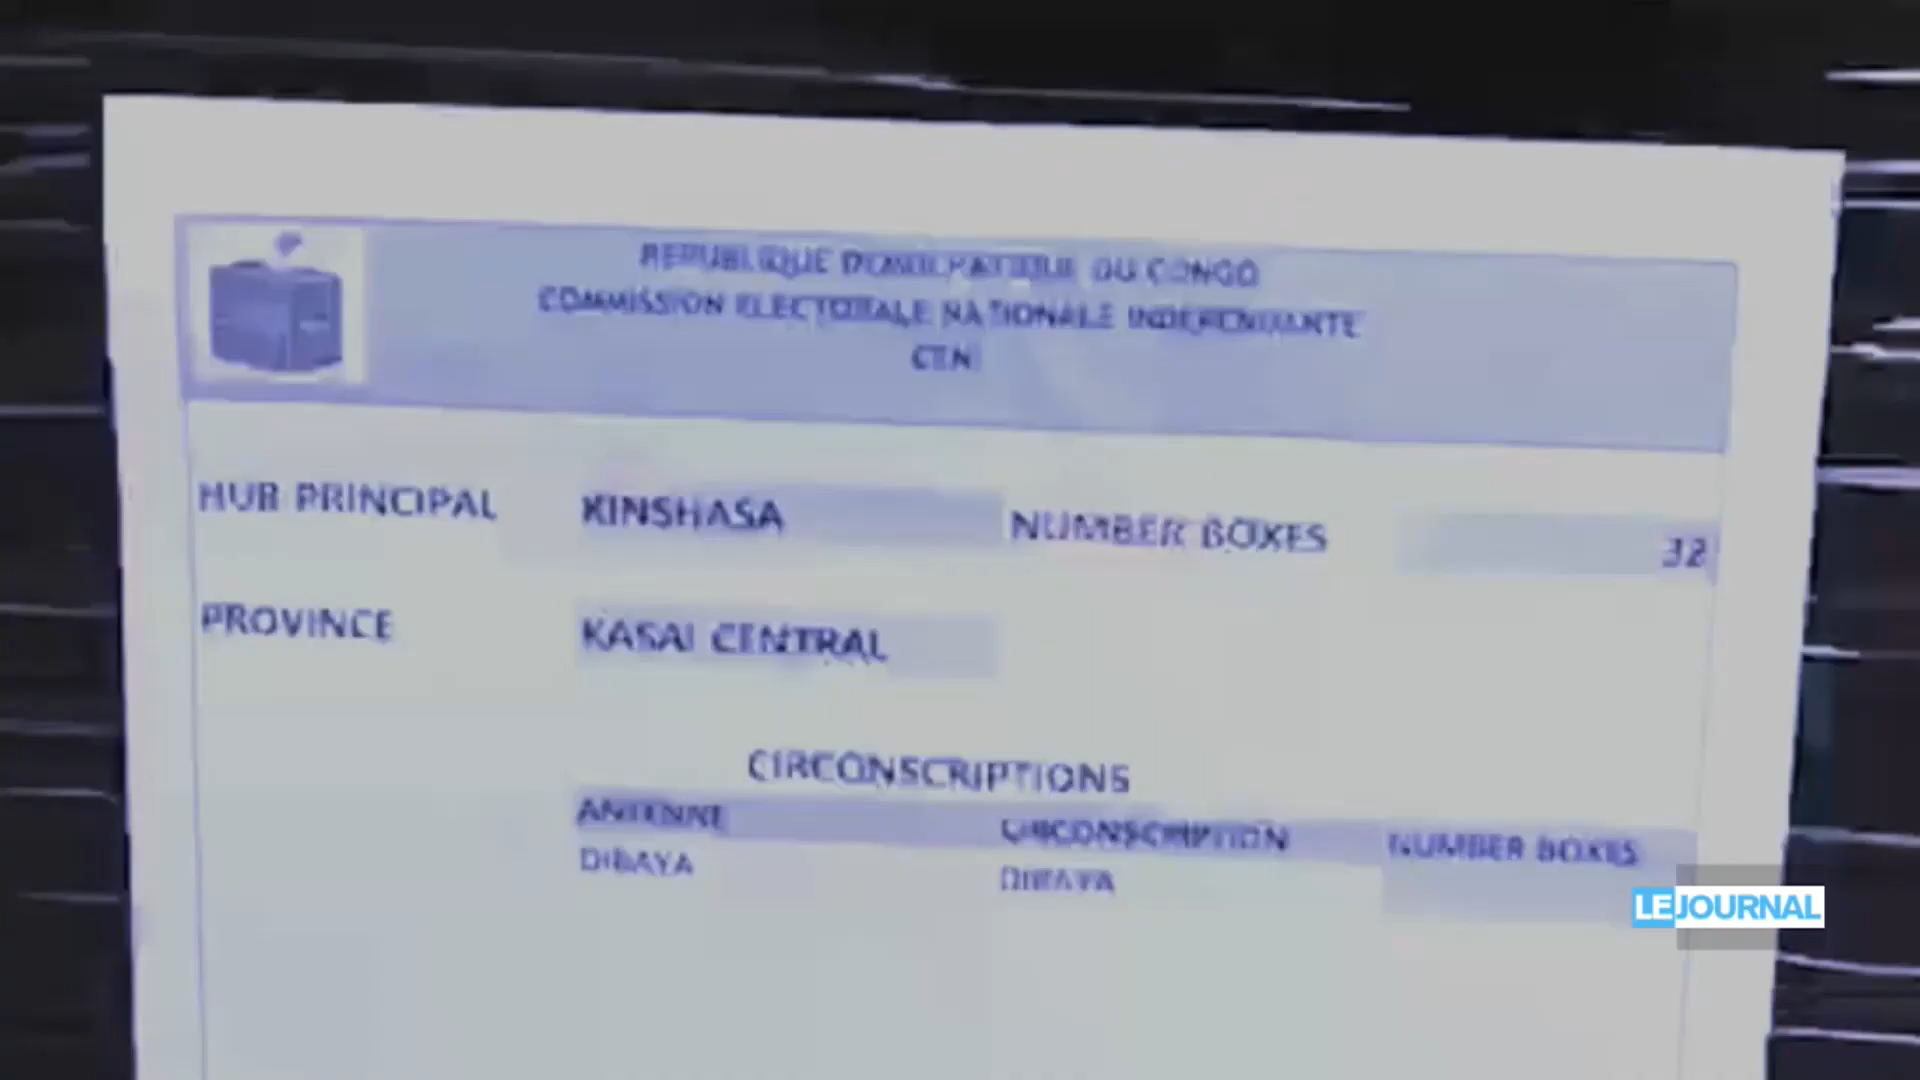 REPUBLIQUE DEMOCRATIQUE DU CONGO
COMMISSION ELECTORALE NATIONALE INDEPENDANTE
CENI
HUB PRINCIPAL KINSHASA NUMBER BOXES 32
PROVINCE KASAI CENTRAL
CIRCONSCRIPTIONS
ANTENNE CIRCONSCRIPTION NUMBER BOXES
DIBAYA DIBAYA
LEJOURNAL